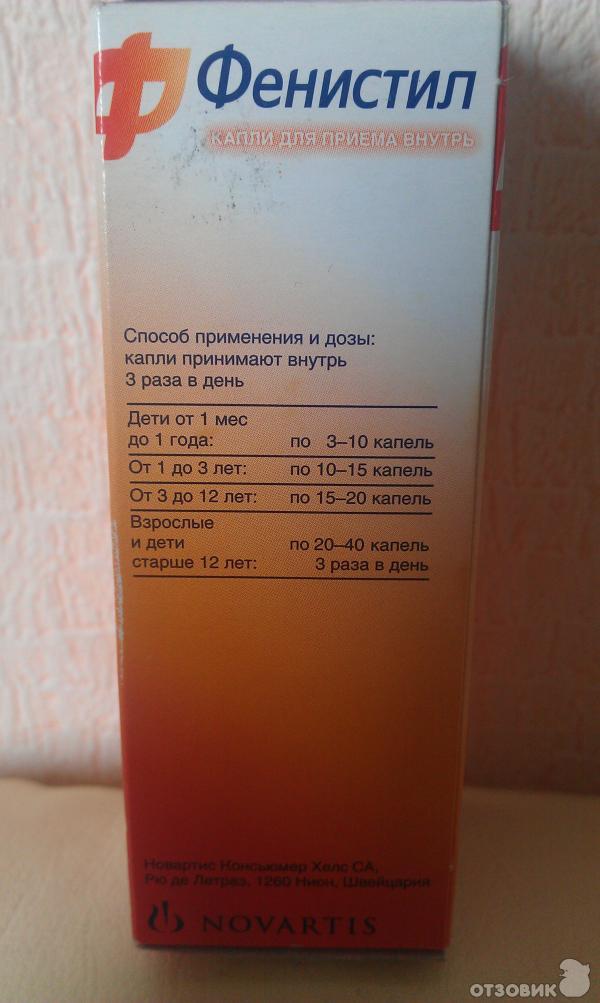 Фенистил
КАПЛИ ДЛЯ ПРИЕМА ВНУТРЬ
Способ применения и дозы:
капли принимают внутрь
3 раза в день
Дети от 1 мес
до 1 года: по 3–10 капель
От 1 до 3 лет: по 10–15 капель
От 3 до 12 лет: по 15–20 капель
Взрослые
и дети по 20–40 капель
старше 12 лет: 3 раза в день
Новартис Консьюмер Хелс СА,
Рю де Летраз, 1260 Нион, Швейцария
NOVARTIS
ОТЗОВИК